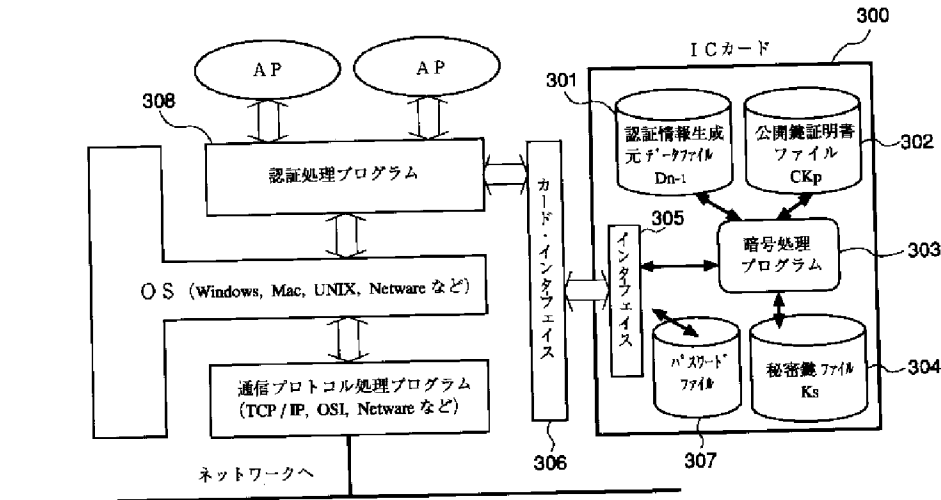 300
ICカード
AP
AP
308
認証処理プログラム
OS (Windows, Mac, UNIX, Netware など)
通信プロトコル処理プログラム
(TCP/IP, OSI, Netware など)
ネットワークへ
カード・インタフェイス
306
301
認証情報生成
元データファイル
Dn-1
公開鍵証明書
ファイル
CKp
302
305
インタフェイス
暗号処理
プログラム
303
パスワード
ファイル
307
秘密鍵ファイル
Ks
304